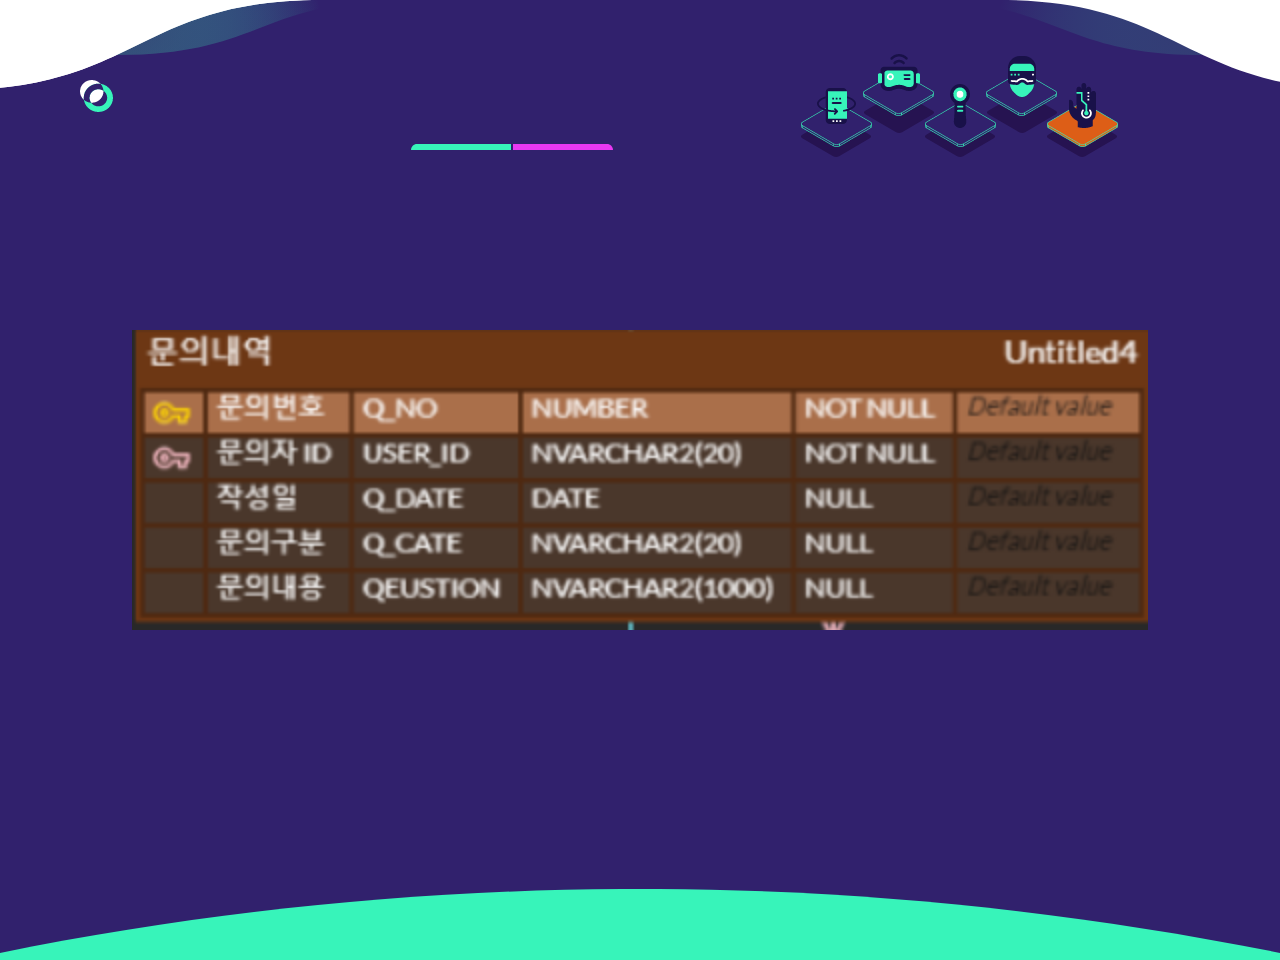 문의내역 Untitled4
문의번호 Q_NO NUMBER NOT NULL Default value
문의자 ID USER_ID NVARCHAR2(20) NOT NULL Default value
작성일 Q_DATE DATE NULL Default value
문의구분 Q_CATE NVARCHAR2(20) NULL Default value
문의내용 QEUSTION NVARCHAR2(1000) NULL Default value